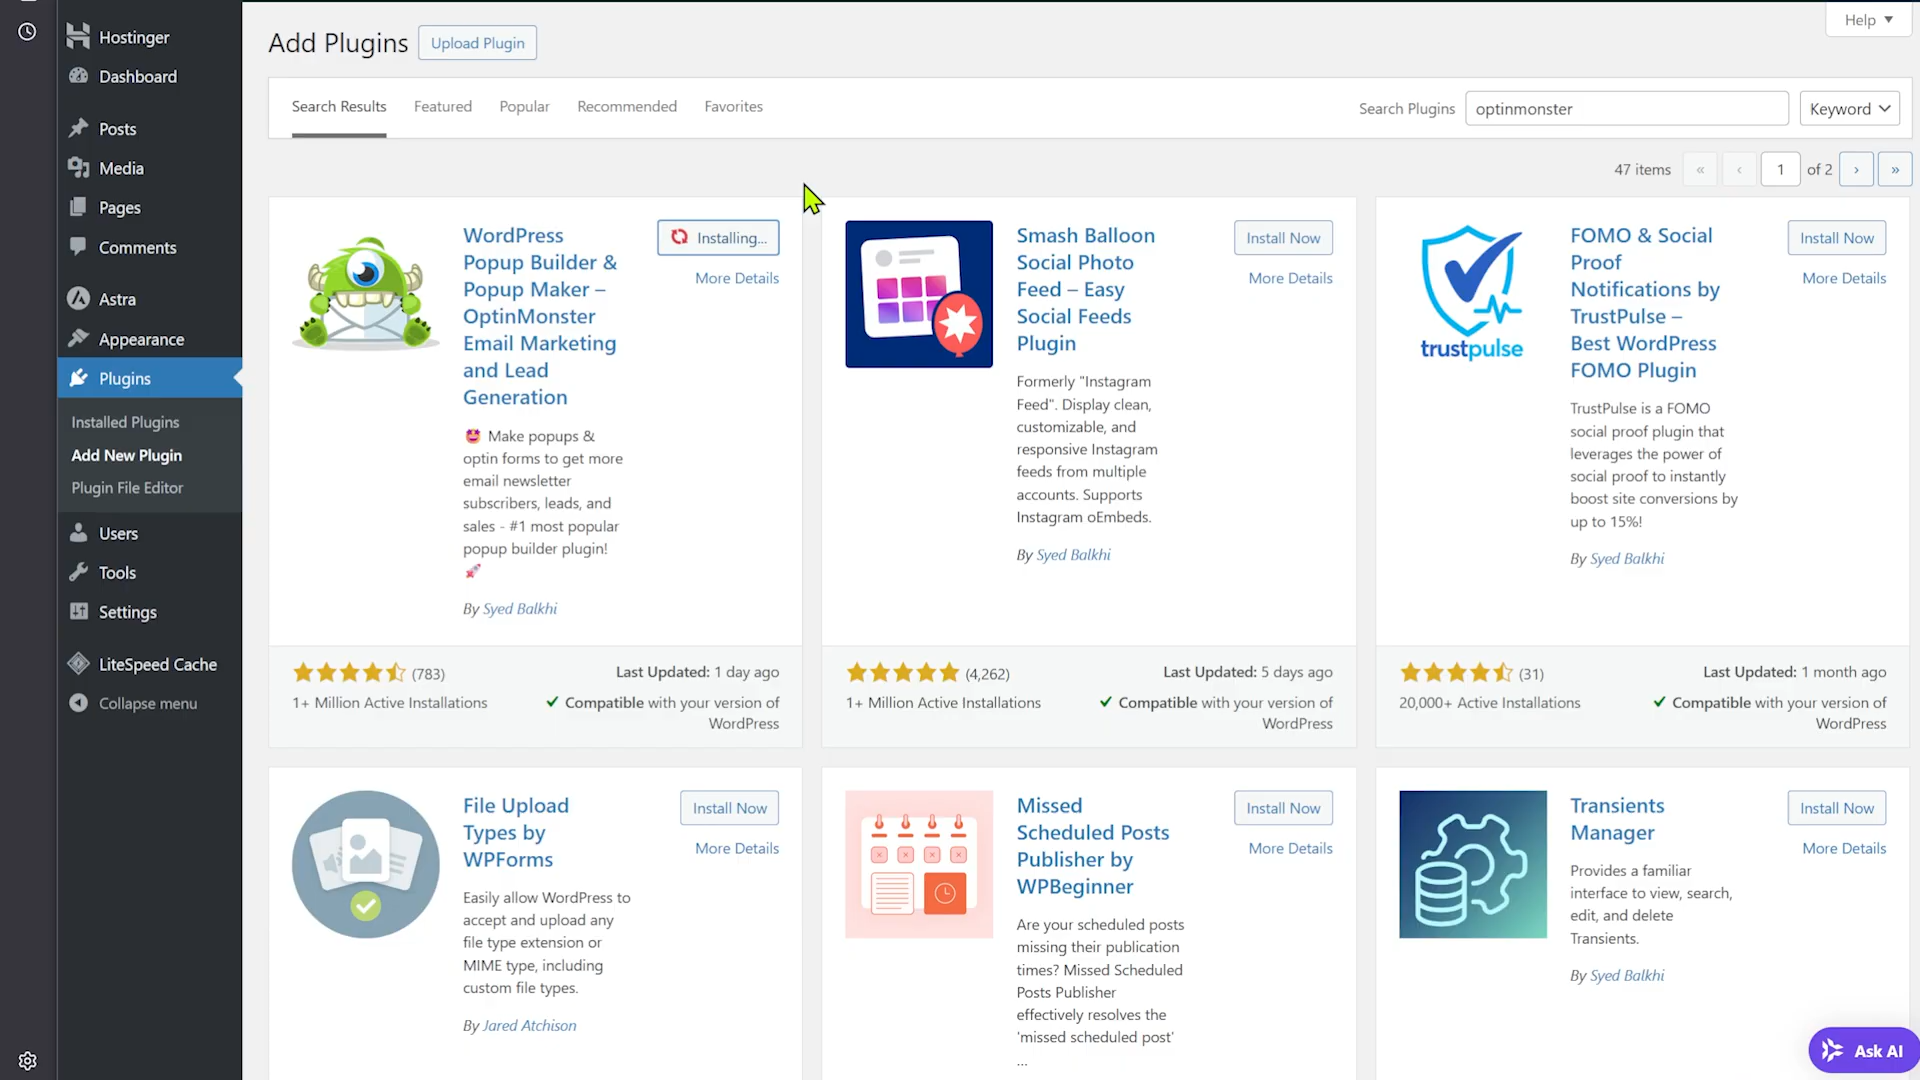 Hostinger
Dashboard
Posts
Media
Pages
Comments
Astra
Appearance
Plugins
Installed Plugins
Add New Plugin
Plugin File Editor
Users
Tools
Settings
LiteSpeed Cache
Collapse menu
Help
Add Plugins
Upload Plugin
Search Results
Featured
Popular
Recommended
Favorites
Search Plugins
optinmonster
Keyword
47 items
«
‹
1
of 2
›
»
WordPress
Popup Builder &
Popup Maker –
OptinMonster
Email Marketing
and Lead
Generation
Installing...
More Details
🤩 Make popups &
optin forms to get more
email newsletter
subscribers, leads, and
sales - #1 most popular
popup builder plugin!
🚀
By Syed Balkhi
(783)
1+ Million Active Installations
Last Updated: 1 day ago
✓ Compatible with your version of
WordPress
Smash Balloon
Social Photo
Feed – Easy
Social Feeds
Plugin
Install Now
More Details
Formerly "Instagram
Feed". Display clean,
customizable, and
responsive Instagram
feeds from multiple
accounts. Supports
Instagram oEmbeds.
By Syed Balkhi
(4,262)
1+ Million Active Installations
Last Updated: 5 days ago
✓ Compatible with your version of
WordPress
trustpulse
FOMO & Social
Proof
Notifications by
TrustPulse –
Best WordPress
FOMO Plugin
Install Now
More Details
TrustPulse is a FOMO
social proof plugin that
leverages the power of
social proof to instantly
boost site conversions by
up to 15%!
By Syed Balkhi
(31)
20,000+ Active Installations
Last Updated: 1 month ago
✓ Compatible with your version of
WordPress
File Upload
Types by
WPForms
Install Now
More Details
Easily allow WordPress to
accept and upload any
file type extension or
MIME type, including
custom file types.
By Jared Atchison
Missed
Scheduled Posts
Publisher by
WPBeginner
Install Now
More Details
Are your scheduled posts
missing their publication
times? Missed Scheduled
Posts Publisher
effectively resolves the
'missed scheduled post'
...
Transients
Manager
Install Now
More Details
Provides a familiar
interface to view, search,
edit, and delete
Transients.
By Syed Balkhi
Ask AI